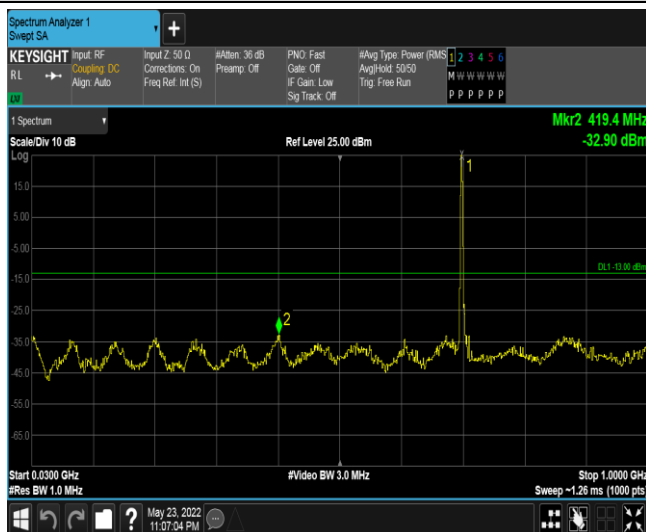 Spectrum Analyzer 1
Swept SA
+
KEYSIGHT
RL
Input: RF
Coupling: DC
Align: Auto
Input Z: 50 Ω
Corrections: On
Freq Ref: Int (S)
#Atten: 36 dB
Preamp: Off
PNO: Fast
Gate: Off
IF Gain: Low
Sig Track: Off
#Avg Type: Power (RMS
Avg|Hold: 50/50
Trig: Free Run
1 2 3 4 5 6
M W W W W W
P P P P P P
1 Spectrum
Scale/Div 10 dB
Ref Level 25.00 dBm
Mkr2 419.4 MHz
-32.90 dBm
Log
15.0
5.00
-5.00
-15.0
-25.0
-35.0
-45.0
-55.0
-65.0
1
2
DL1 -13.00 dBm
Start 0.0300 GHz
#Res BW 1.0 MHz
#Video BW 3.0 MHz
Stop 1.0000 GHz
Sweep ~1.26 ms (1000 pts
?
May 23, 2022
11:07:04 PM